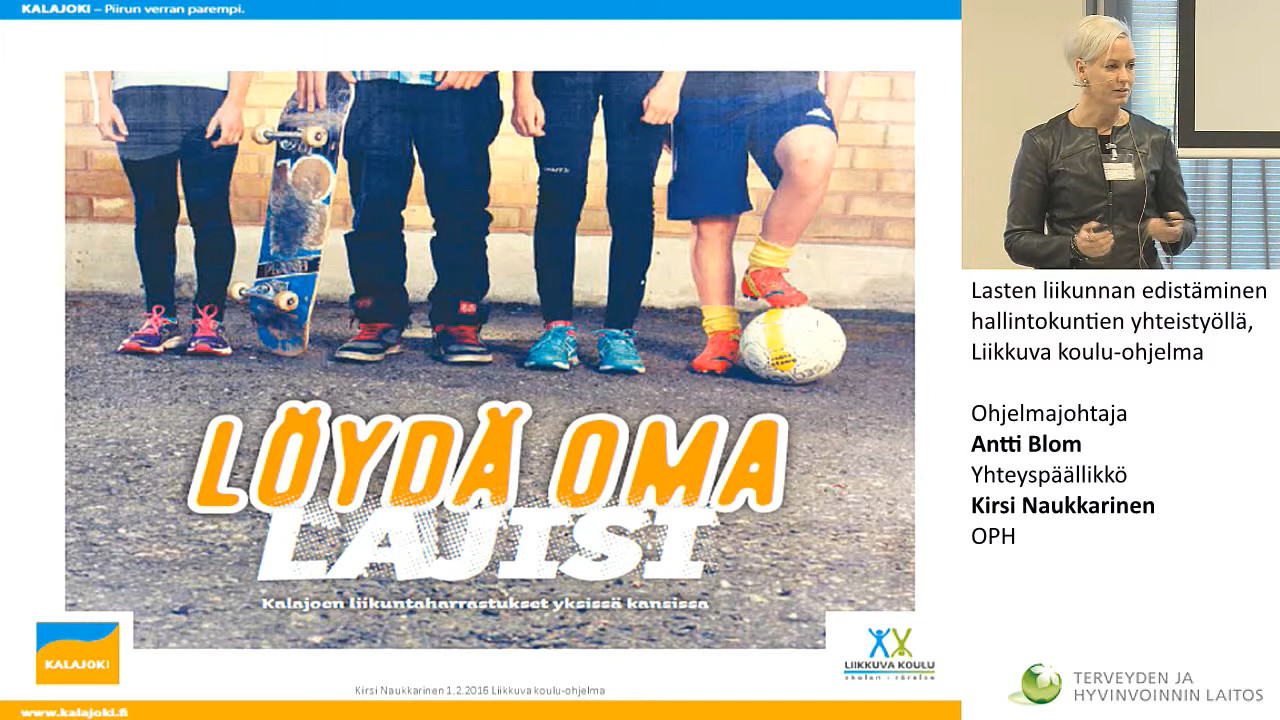 KALAJOKI – Piirun verran parempi.
LÖYDÄ OMA
LAJISI
Kalajoen liikuntaharrastukset yksissä kansissa
KALAJOKI
LIIKKUVA KOULU
skolan i rörelse
Kirsi Naukkarinen 1.2.2016 Liikkuva koulu-ohjelma
www.kalajoki.fi
Lasten liikunnan edistäminen
hallintokuntien yhteistyöllä,
Liikkuva koulu-ohjelma
Ohjelmajohtaja
Antti Blom
Yhteyspäällikkö
Kirsi Naukkarinen
OPH
TERVEYDEN JA
HYVINVOINNIN LAITOS